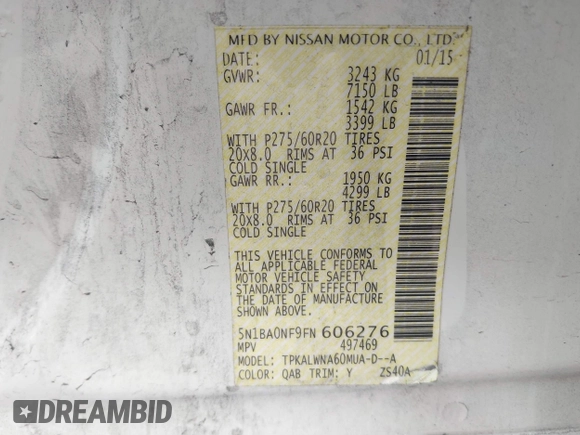 MFD BY NISSAN MOTOR CO., LTD.
DATE: 01/15
GVWR: 3243 KG
7150 LB
GAWR FR.: 1542 KG
3399 LB
WITH P275/60R20 TIRES
20X8.0 RIMS AT 36 PSI
COLD SINGLE
GAWR RR.: 1950 KG
4299 LB
WITH P275/60R20 TIRES
20X8.0 RIMS AT 36 PSI
COLD SINGLE
THIS VEHICLE CONFORMS TO
ALL APPLICABLE FEDERAL
MOTOR VEHICLE SAFETY
STANDARDS IN EFFECT ON
THE DATE OF MANUFACTURE
SHOWN ABOVE.
5N1BA0NF9FN 606276
MPV 497469
MODEL: TPKALWNA60MUA-D--A
COLOR: QAB TRIM: Y ZS40A
DREAMBID